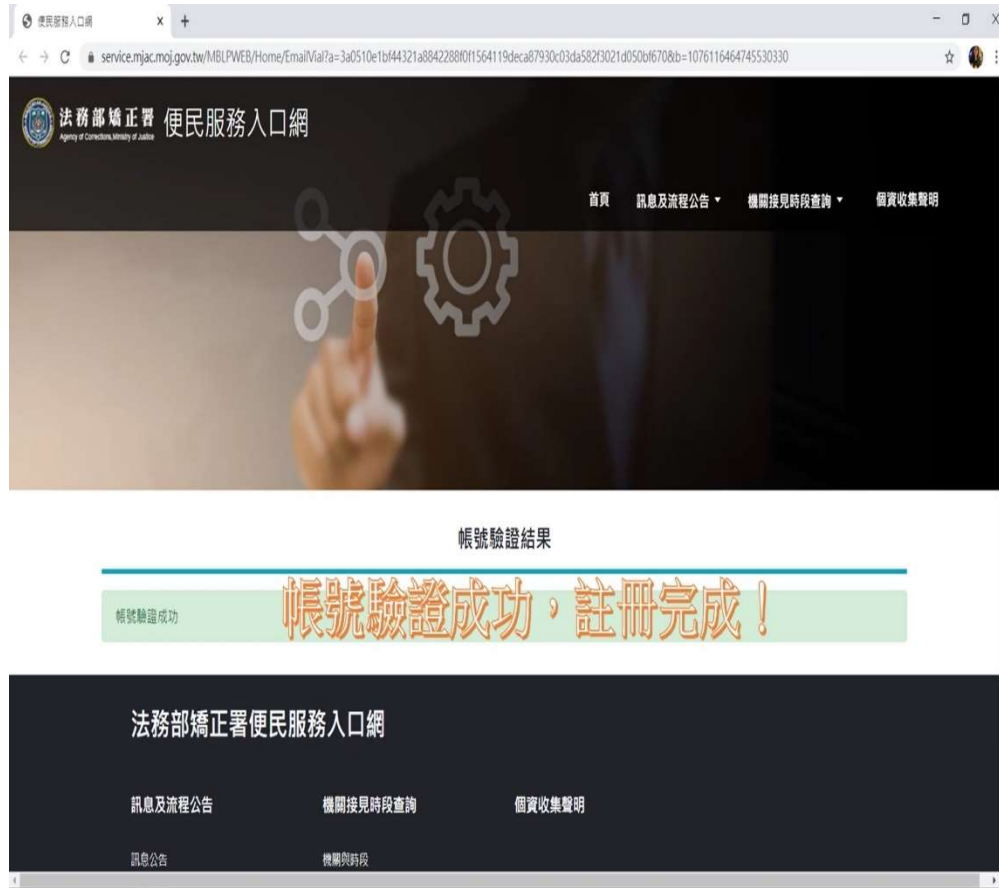 便民服務入口網
service.mjac.moj.gov.tw/MBLPWEB/Home/EmailVial?a=3a0510e1bf44321a8842288f0f1564119deca87930c03da582f3021d050bf670&b=1076116464745530330
法務部矯正署 便民服務入口網
Agency of Corrections, Ministry of Justice
首頁 訊息及流程公告 機關接見時段查詢 個資收集聲明
帳號驗證結果
帳號驗證成功
帳號驗證成功，註冊完成！
法務部矯正署便民服務入口網
訊息及流程公告 機關接見時段查詢 個資收集聲明
訊息公告 機關與時段